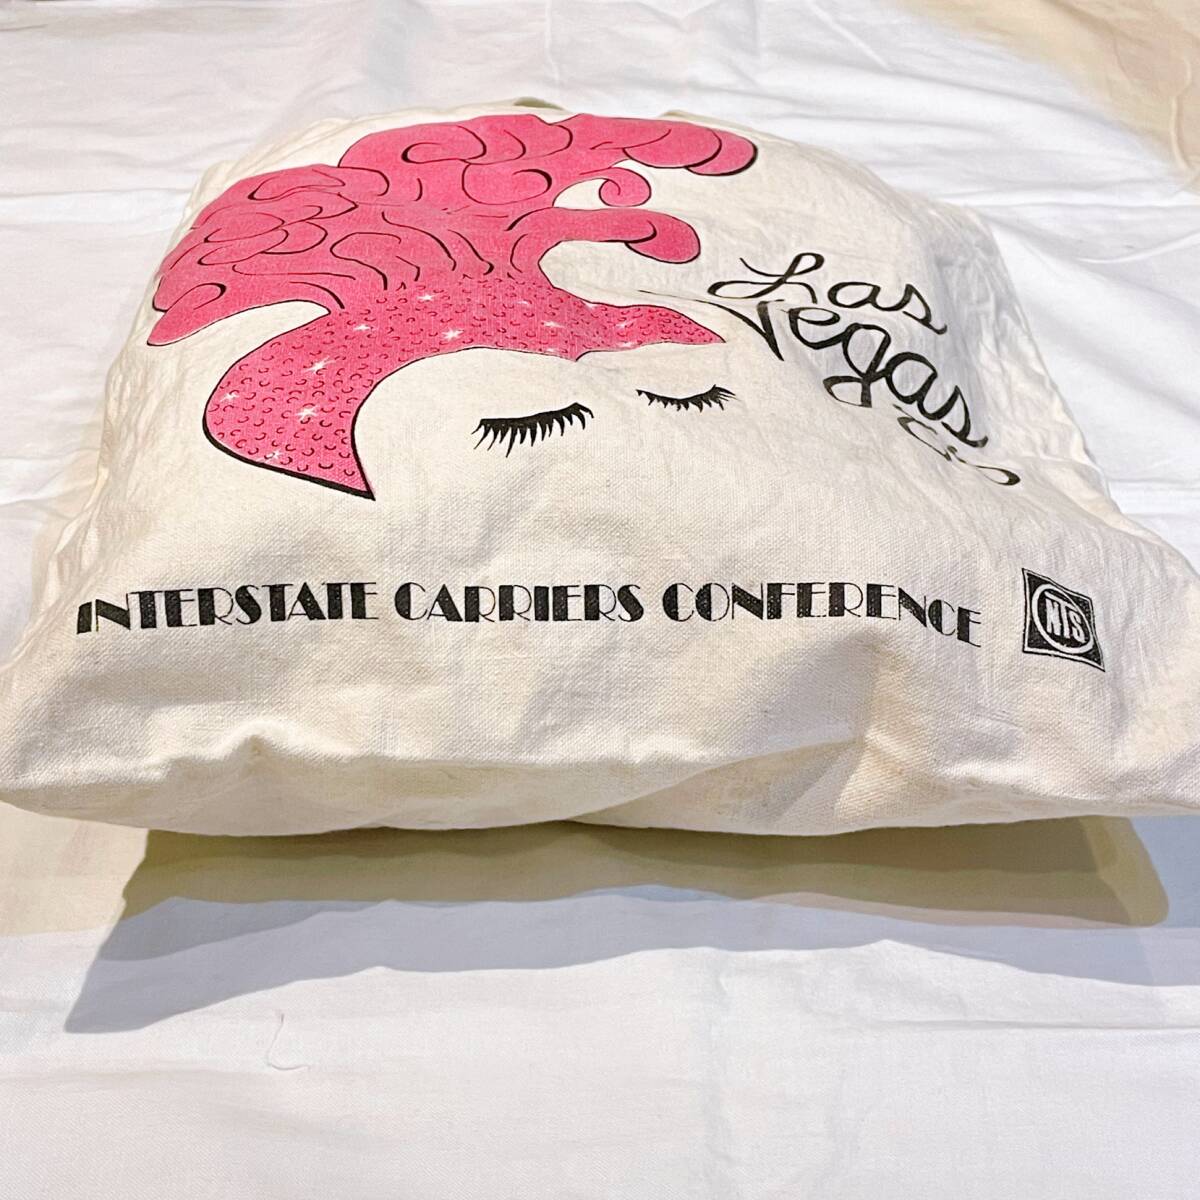 Las
Vegas
INTERSTATE CARRIERS CONFERENCE
NIS